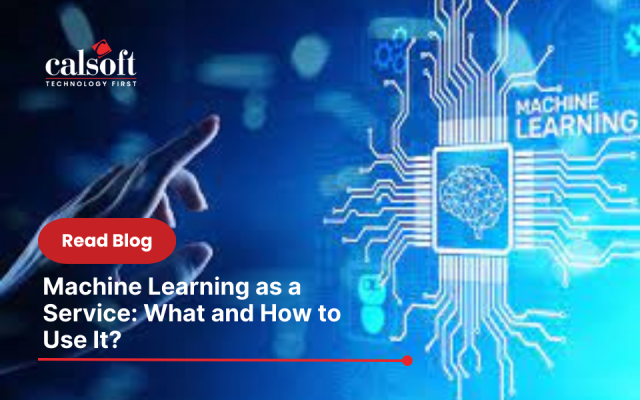 calsoft
TECHNOLOGY FIRST
MACHINE
LEARNING
Read Blog
Machine Learning as a
Service: What and How to
Use It?